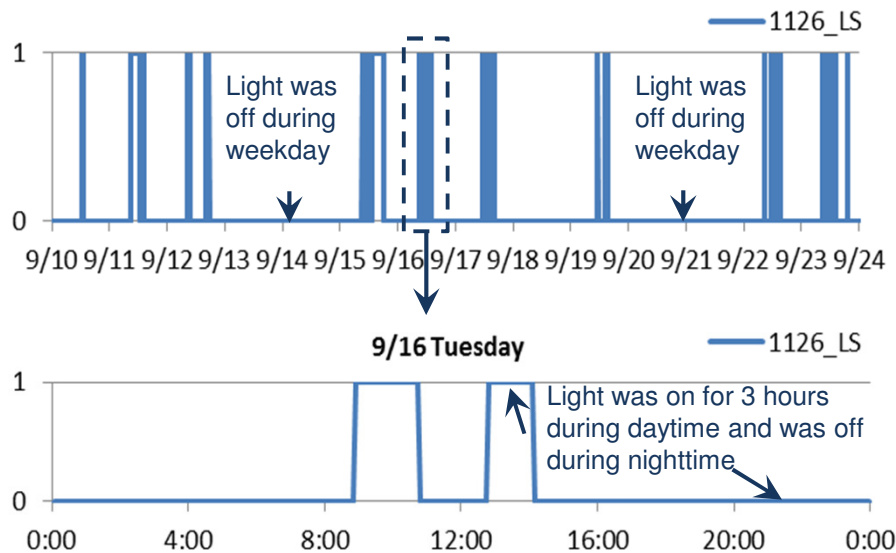 1126_LS
1
Light was
off during
weekday
Light was
off during
weekday
0
9/10 9/11 9/12 9/13 9/14 9/15 9/16 9/17 9/18 9/19 9/20 9/21 9/22 9/23 9/24
9/16 Tuesday
1126_LS
1
Light was on for 3 hours
during daytime and was off
during nighttime
0
0:00 4:00 8:00 12:00 16:00 20:00 0:00